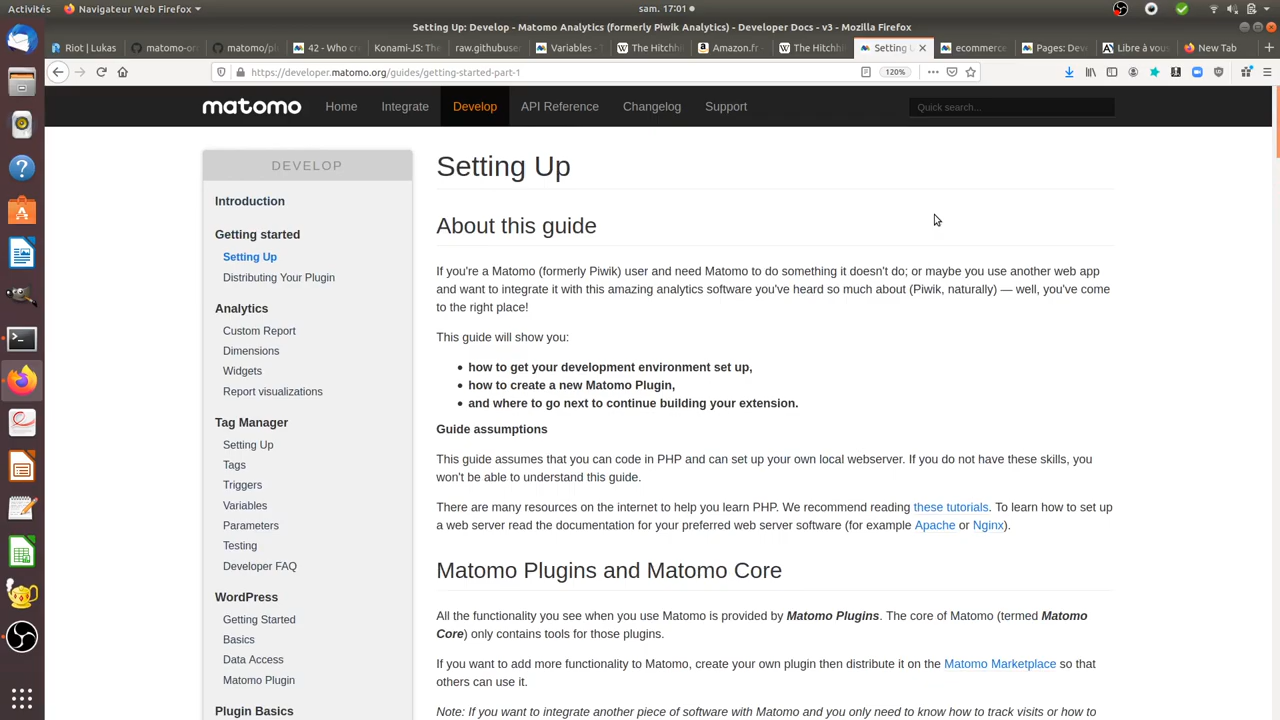 Activités
Navigateur Web Firefox
sam. 17:01
Setting Up: Develop - Matomo Analytics (formerly Piwik Analytics) - Developer Docs - v3 - Mozilla Firefox
Riot | Lukas
matomo-or
matomo/pl
42 - Who c
Konami-JS: The
raw.githubuser
Variables -
The Hitchh
Amazon.fr -
The Hitchh
Setting
ecommerce
Pages: Dev
Libre à vous
New Tab
https://developer.matomo.org/guides/getting-started-part-1
120%
matomo
Home
Integrate
Develop
API Reference
Changelog
Support
Quick search...
DEVELOP
Introduction
Getting started
Setting Up
Distributing Your Plugin
Analytics
Custom Report
Dimensions
Widgets
Report visualizations
Tag Manager
Setting Up
Tags
Triggers
Variables
Parameters
Testing
Developer FAQ
WordPress
Getting Started
Basics
Data Access
Matomo Plugin
Plugin Basics
Setting Up
About this guide
If you're a Matomo (formerly Piwik) user and need Matomo to do something it doesn't do; or maybe you use another web app
and want to integrate it with this amazing analytics software you've heard so much about (Piwik, naturally) — well, you've come
to the right place!
This guide will show you:
• how to get your development environment set up,
• how to create a new Matomo Plugin,
• and where to go next to continue building your extension.
Guide assumptions
This guide assumes that you can code in PHP and can set up your own local webserver. If you do not have these skills, you
won't be able to understand this guide.
There are many resources on the internet to help you learn PHP. We recommend reading these tutorials. To learn how to set up
a web server read the documentation for your preferred web server software (for example Apache or Nginx).
Matomo Plugins and Matomo Core
All the functionality you see when you use Matomo is provided by Matomo Plugins. The core of Matomo (termed Matomo
Core) only contains tools for those plugins.
If you want to add more functionality to Matomo, create your own plugin then distribute it on the Matomo Marketplace so that
others can use it.
Note: If you want to integrate another piece of software with Matomo and you only need to know how to track visits or how to